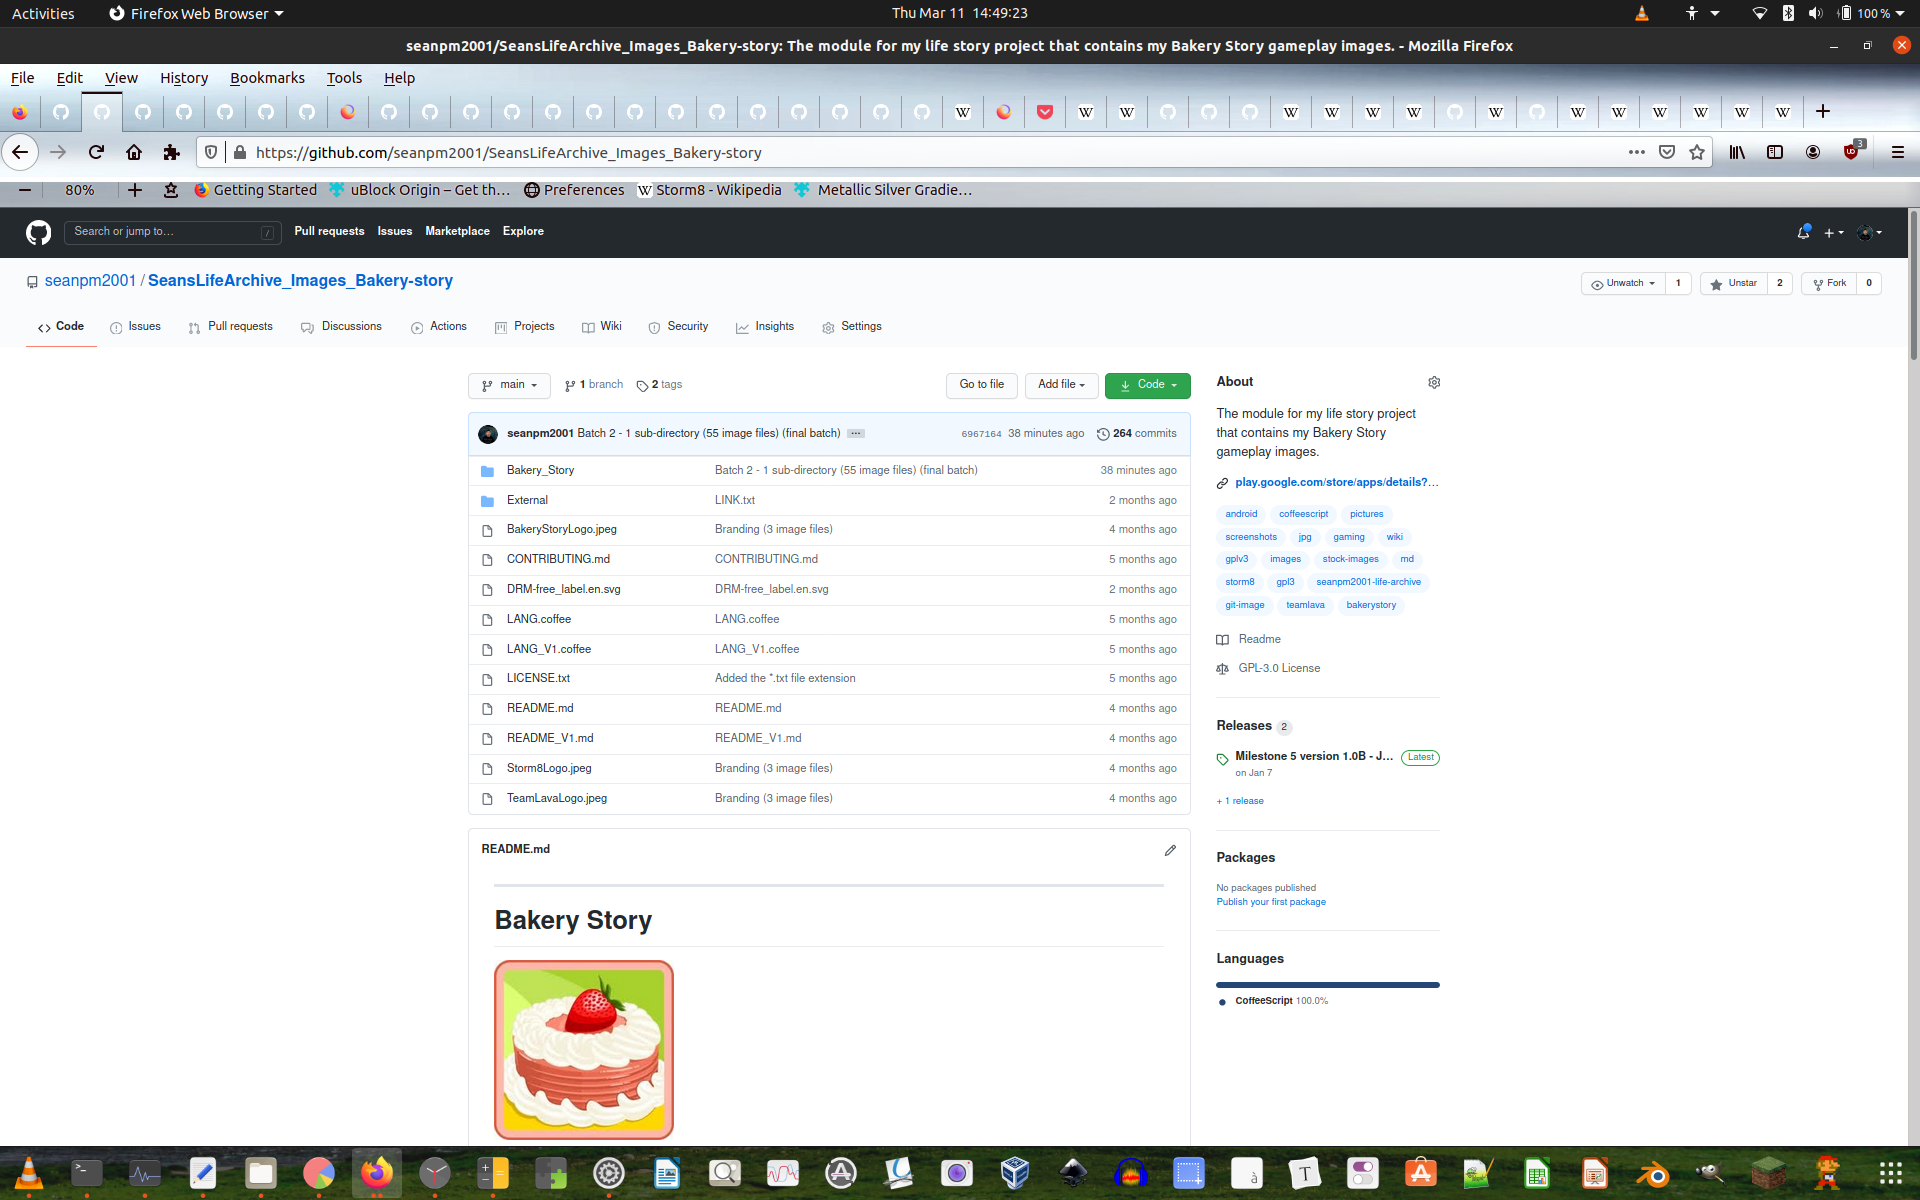 Activities Firefox Web Browser Thu Mar 11 14:49:23 100 %
seanpm2001/SeansLifeArchive_Images_Bakery-story: The module for my life story project that contains my Bakery Story gameplay images. - Mozilla Firefox
File Edit View History Bookmarks Tools Help
https://github.com/seanpm2001/SeansLifeArchive_Images_Bakery-story 3
80% Getting Started uBlock Origin – Get th… Preferences Storm8 - Wikipedia Metallic Silver Gradie…
Search or jump to… / Pull requests Issues Marketplace Explore
seanpm2001 / SeansLifeArchive_Images_Bakery-story Unwatch 1 Unstar 2 Fork 0
Code Issues Pull requests Discussions Actions Projects Wiki Security Insights Settings
main 1 branch 2 tags Go to file Add file Code
seanpm2001 Batch 2 - 1 sub-directory (55 image files) (final batch) 6967164 38 minutes ago 264 commits
Bakery_Story Batch 2 - 1 sub-directory (55 image files) (final batch) 38 minutes ago
External LINK.txt 2 months ago
BakeryStoryLogo.jpeg Branding (3 image files) 4 months ago
CONTRIBUTING.md CONTRIBUTING.md 5 months ago
DRM-free_label.en.svg DRM-free_label.en.svg 2 months ago
LANG.coffee LANG.coffee 5 months ago
LANG_V1.coffee LANG_V1.coffee 5 months ago
LICENSE.txt Added the *.txt file extension 5 months ago
README.md README.md 4 months ago
README_V1.md README_V1.md 4 months ago
Storm8Logo.jpeg Branding (3 image files) 4 months ago
TeamLavaLogo.jpeg Branding (3 image files) 4 months ago
README.md
Bakery Story
About
The module for my life story project
that contains my Bakery Story
gameplay images.
play.google.com/store/apps/details?…
android coffeescript pictures
screenshots jpg gaming wiki
gplv3 images stock-images md
storm8 gpl3 seanpm2001-life-archive
git-image teamlava bakerystory
Readme
GPL-3.0 License
Releases 2
Milestone 5 version 1.0B - J… Latest
on Jan 7
+ 1 release
Packages
No packages published
Publish your first package
Languages
CoffeeScript 100.0%